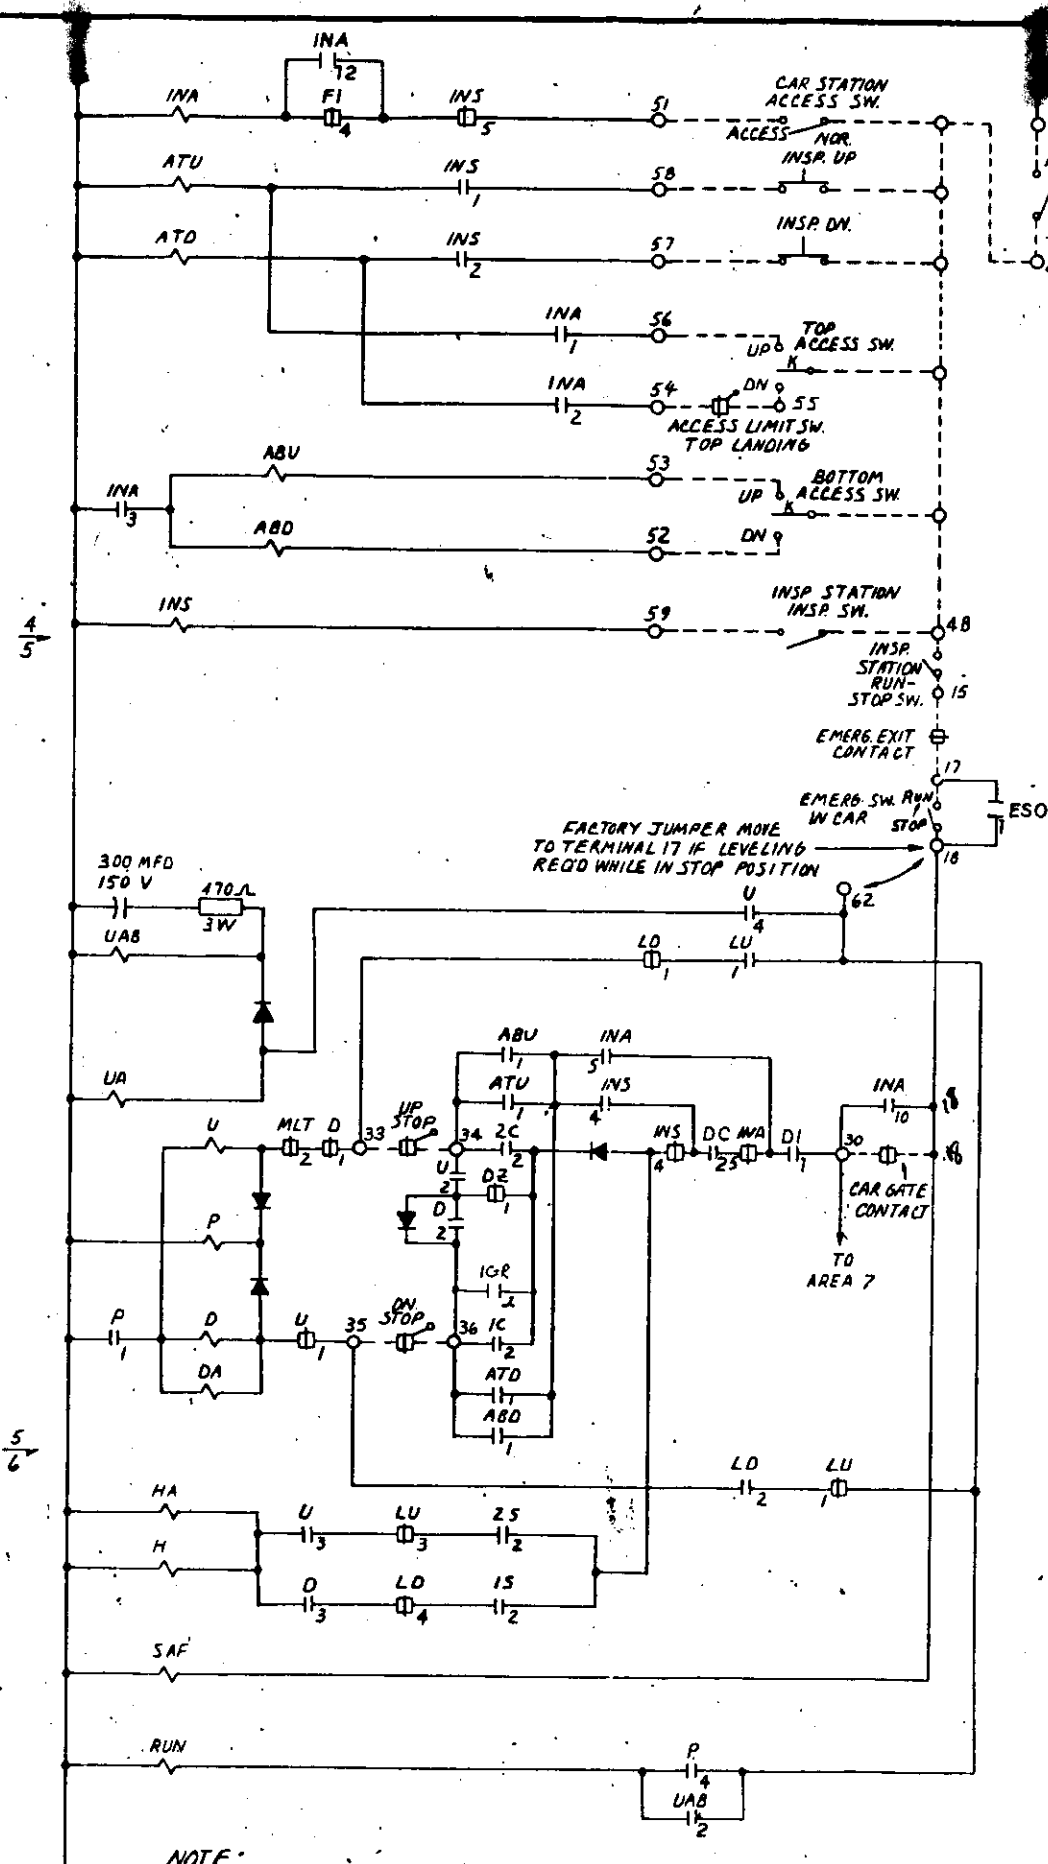 INA
12
INA F1 INS 51
4 5
CAR STATION
ACCESS SW.
ACCESS NOR.
ATU INS 58
1
INSP. UP
ATD INS 57
2
INSP. DN.
INA 56
1
TOP
ACCESS SW.
UP
K
INA 54 DN
2 55
ACCESS LIMIT SW.
TOP LANDING
ABU 53
BOTTOM
ACCESS SW.
UP
K
INA
3
ABD 52 DN
INS 59
INSP. STATION
INSP. SW.
4
5
48
INSP.
STATION
RUN-
STOP SW.
15
EMERG. EXIT
CONTACT
17
EMERG. SW. RUN
IN CAR STOP
ESO
1
18
FACTORY JUMPER MOVE
TO TERMINAL 17 IF LEVELING
REQ'D WHILE IN STOP POSITION
300 MFD
150 V
470Ω
3W
U
4
62
UAB
LD LU
1 1
ABU INA
1 5
UA
ATU INS
1 4
INA
10
18
U MLT D 33 UP
STOP
34 2C INS DC INA D1 30
2 1 2 4 25 1
18
U
2
DZ
1
D
2
CAR GATE
CONTACT
TO
AREA 7
P
1GR
2
P D U 35 DN
STOP
36 1C
1 1 2
DA
ATD
1
ABD
1
5
6
LD LU
2 1
HA
U LU 2S
3 3 2
H
D LD 1S
3 4 2
SAF
RUN
P
4
UAB
2
NOTE: